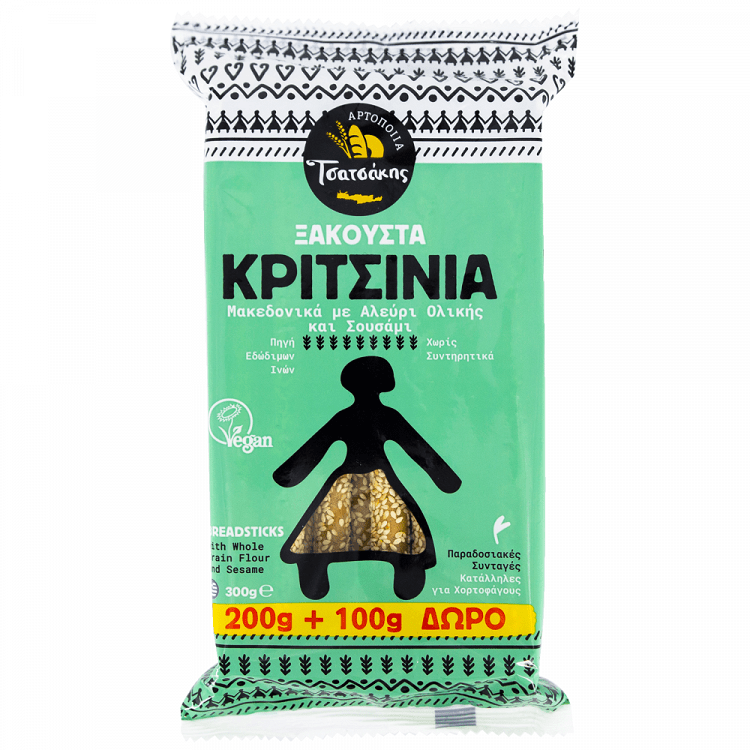 ΑΡΤΟΠΟΙΙΑ
Τσατσάκης
ΞΑΚΟΥΣΤΑ
ΚΡΙΤΣΙΝΙΑ
Μακεδονικά με Αλεύρι Ολικής
και Σουσάμι
Πηγή
Εδώδιμων
Ινών
Χωρίς
Συντηρητικά
Vegan
READSTICKS
ith Whole
rain Flour
nd Sesame
300g e
Παραδοσιακές
Συνταγές
Κατάλληλες
για Χορτοφάγους
200g + 100g ΔΩΡΟ